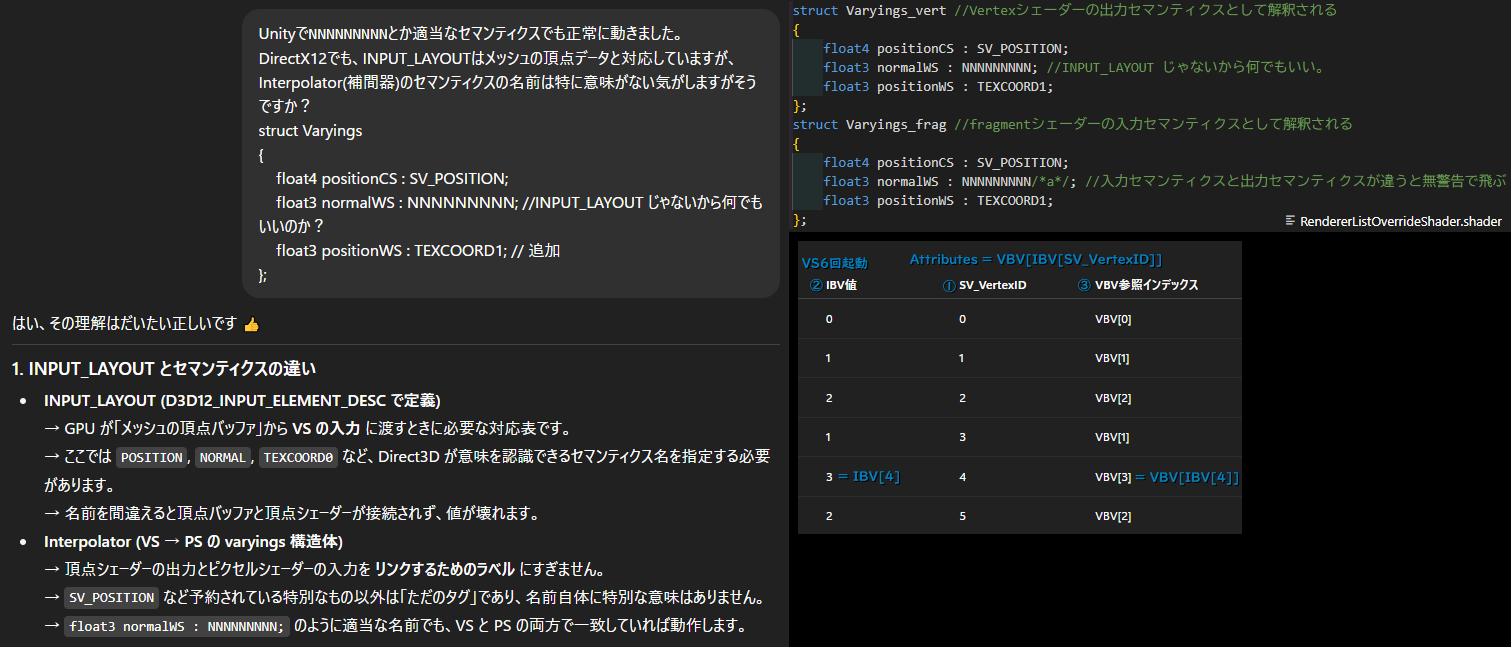 UnityでNNNNNNNNNとか適当なセマンティクスでも正常に動きました。
DirectX12でも、INPUT_LAYOUTはメッシュの頂点データと対応していますが、
Interpolator(補間器)のセマンティクスの名前は特に意味がない気がしますがそう
ですか？
struct Varyings
{
float4 positionCS : SV_POSITION;
float3 normalWS : NNNNNNNNN; //INPUT_LAYOUT じゃないから何でも
いいのか？
float3 positionWS : TEXCOORD1; // 追加
};
はい、その理解はだいたい正しいです 👍
1. INPUT_LAYOUT とセマンティクスの違い
• INPUT_LAYOUT (D3D12_INPUT_ELEMENT_DESC で定義)
→ GPU が「メッシュの頂点バッファ」から VS の入力 に渡すときに必要な対応表です。
→ ここでは POSITION, NORMAL, TEXCOORD0 など、Direct3D が意味を認識できるセマンティクス名を指定する必要
があります。
→ 名前を間違えると頂点バッファと頂点シェーダーが接続されず、値が壊れます。
• Interpolator (VS → PS の varyings 構造体)
→ 頂点シェーダーの出力とピクセルシェーダーの入力を リンクするためのラベル にすぎません。
→ SV_POSITION など予約されている特別なもの以外は「ただのタグ」であり、名前自体に特別な意味はありません。
→ float3 normalWS : NNNNNNNNN; のように適当な名前でも、VS と PS の両方で一致していれば動作します。
struct Varyings_vert //Vertexシェーダーの出力セマンティクスとして解釈される
{
float4 positionCS : SV_POSITION;
float3 normalWS : NNNNNNNNN; //INPUT_LAYOUT じゃないから何でもいい。
float3 positionWS : TEXCOORD1;
};
struct Varyings_frag //fragmentシェーダーの入力セマンティクスとして解釈される
{
float4 positionCS : SV_POSITION;
float3 normalWS : NNNNNNNNN/*a*/; //入力セマンティクスと出力セマンティクスが違うと無警告で飛ぶ
float3 positionWS : TEXCOORD1;
};
RendererListOverrideShader.shader
VS6回起動 Attributes = VBV[IBV[SV_VertexID]]
② IBV値 ① SV_VertexID ③ VBV参照インデックス
0 0 VBV[0]
1 1 VBV[1]
2 2 VBV[2]
1 3 VBV[1]
3 = IBV[4] 4 VBV[3] = VBV[IBV[4]]
2 5 VBV[2]